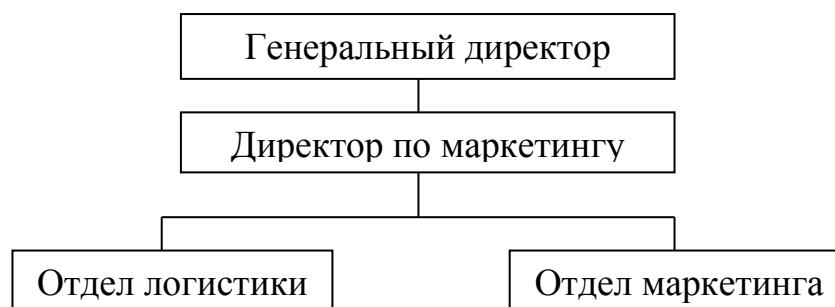 Генеральный директор
Директор по маркетингу
Отдел логистики
Отдел маркетинга